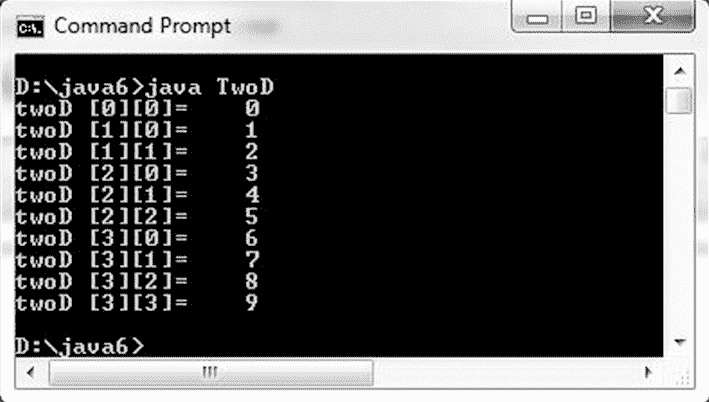 C:\.
Command Prompt
D:\java6>java TwoD
twoD [0][0]=    0
twoD [1][0]=    1
twoD [1][1]=    2
twoD [2][0]=    3
twoD [2][1]=    4
twoD [2][2]=    5
twoD [3][0]=    6
twoD [3][1]=    7
twoD [3][2]=    8
twoD [3][3]=    9
D:\java6>